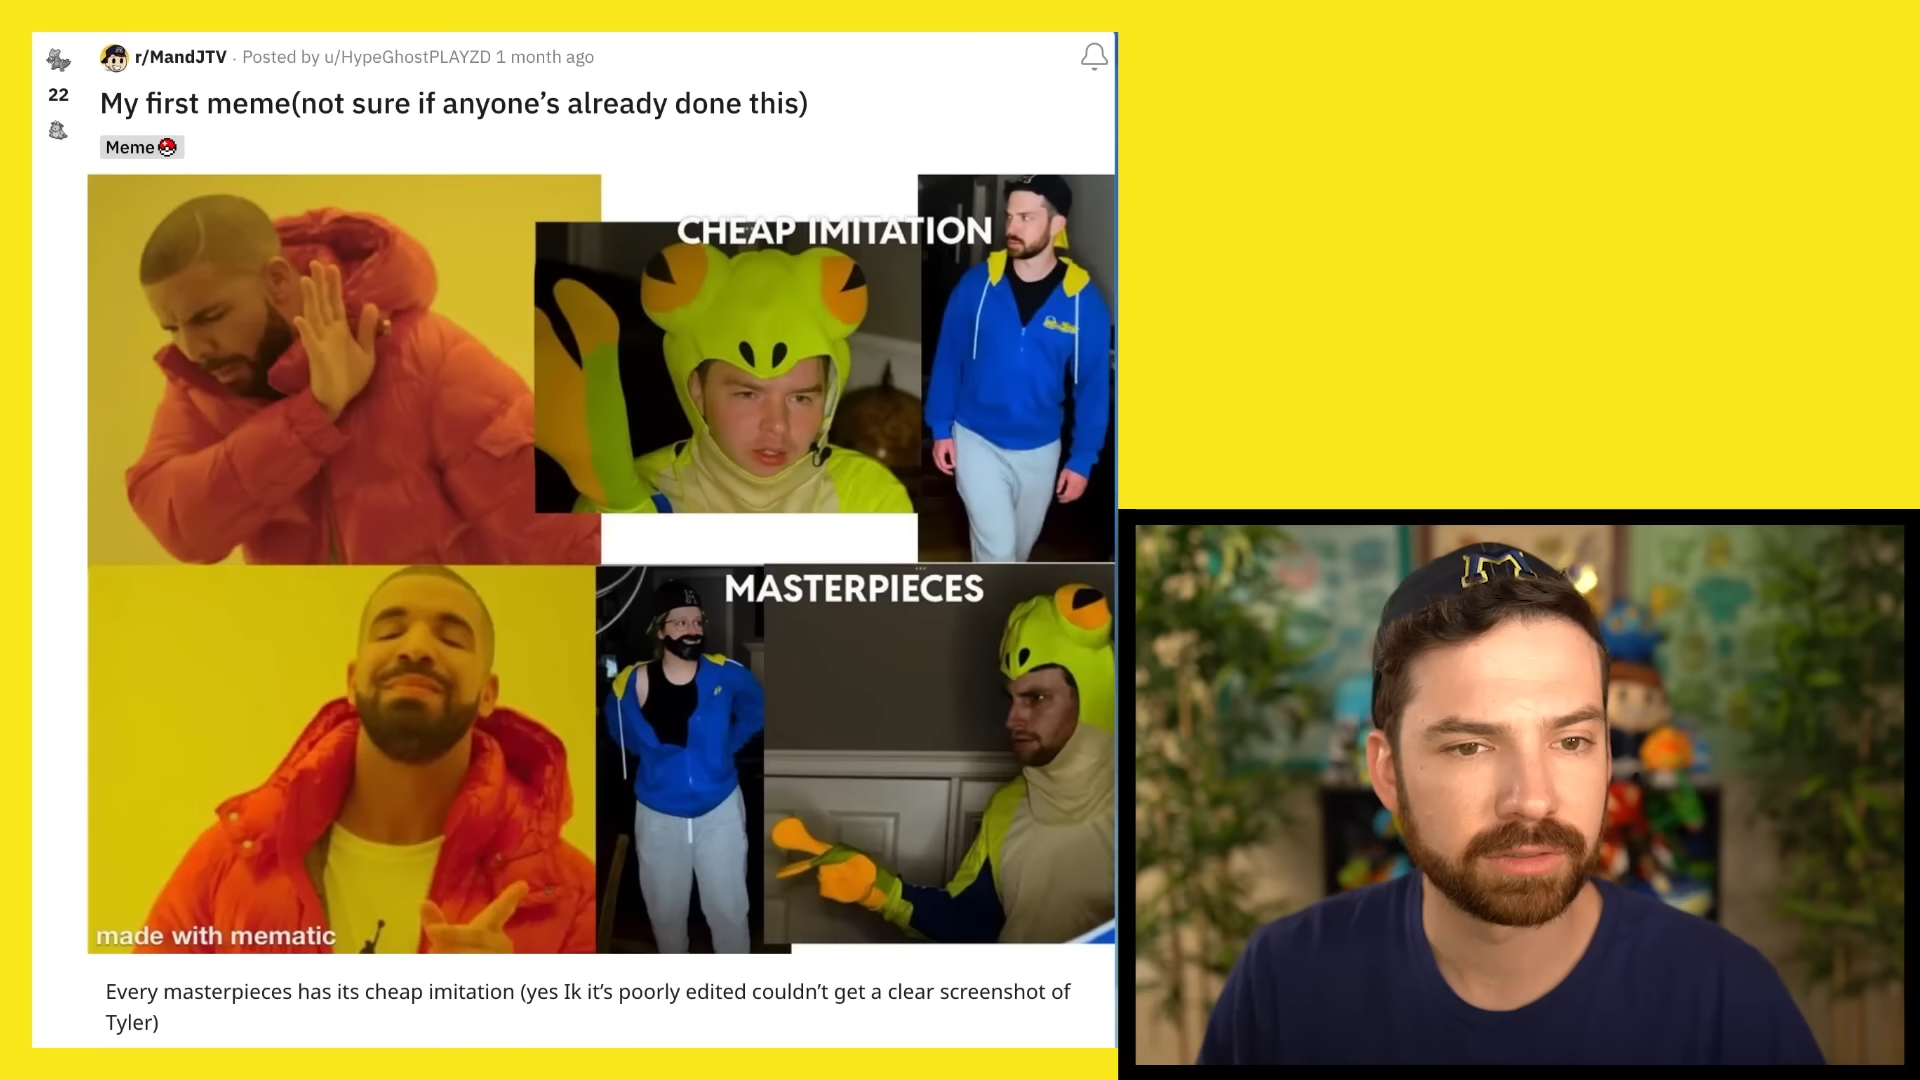 r/MandJTV · Posted by u/HypeGhostPLAYZD 1 month ago
22
My first meme(not sure if anyone’s already done this)
Meme
CHEAP IMITATION
MASTERPIECES
made with mematic
Every masterpieces has its cheap imitation (yes Ik it’s poorly edited couldn’t get a clear screenshot of
Tyler)
M